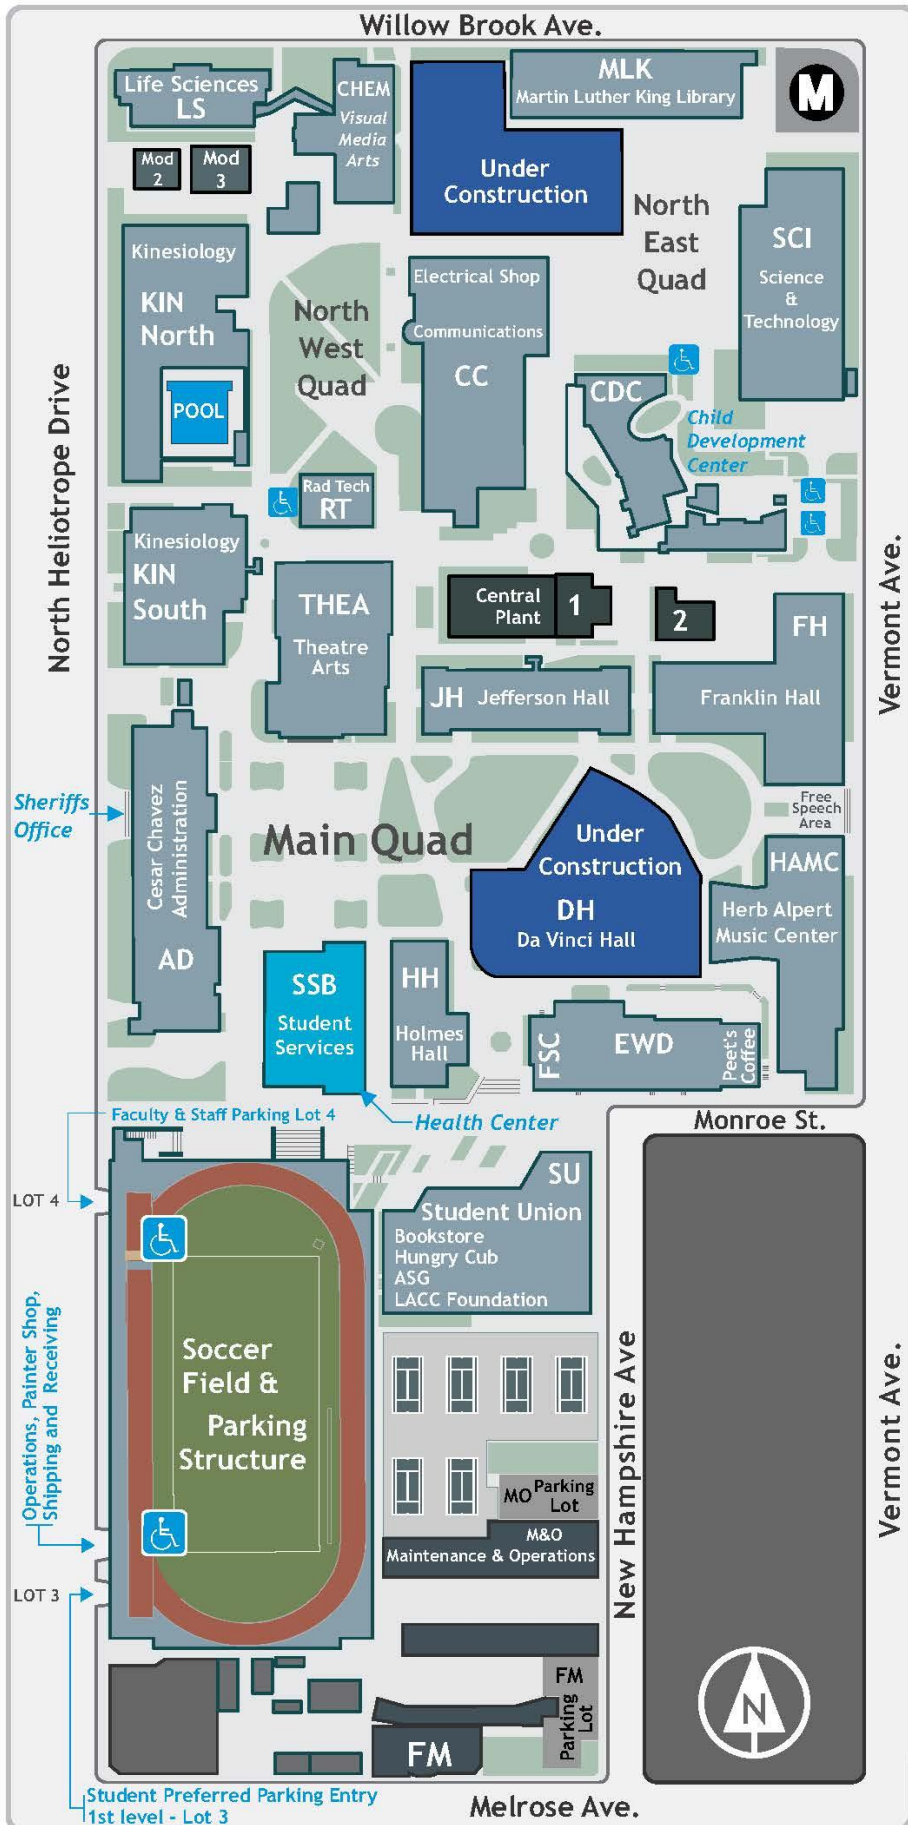 Willow Brook Ave.
Life Sciences
LS
CHEM
Visual
Media
Arts
MLK
Martin Luther King Library
M
Mod
2
Mod
3
Under
Construction
North
East
Quad
SCI
Science
&
Technology
Kinesiology
KIN
North
POOL
North
West
Quad
Electrical Shop
Communications
CC
CDC
Child
Development
Center
Rad Tech
RT
North Heliotrope Drive
Kinesiology
KIN
South
THEA
Theatre
Arts
Central
Plant
1
2
FH
Franklin Hall
Vermont Ave.
JH Jefferson Hall
Sheriffs
Office
Cesar Chavez
Administration
AD
Main Quad
Under
Construction
DH
Da Vinci Hall
Free
Speech
Area
HAMC
Herb Alpert
Music Center
SSB
Student
Services
HH
Holmes
Hall
FSC
EWD
Peet's
Coffee
Faculty & Staff Parking Lot 4
Health Center
Monroe St.
LOT 4
SU
Student Union
Bookstore
Hungry Cub
ASG
LACC Foundation
Soccer
Field &
Parking
Structure
Operations, Painter Shop,
Shipping and Receiving
New Hampshire Ave
Vermont Ave.
MO Parking
Lot
M&O
Maintenance & Operations
LOT 3
FM
Parking
Lot
FM
N
Student Preferred Parking Entry
1st level - Lot 3
Melrose Ave.